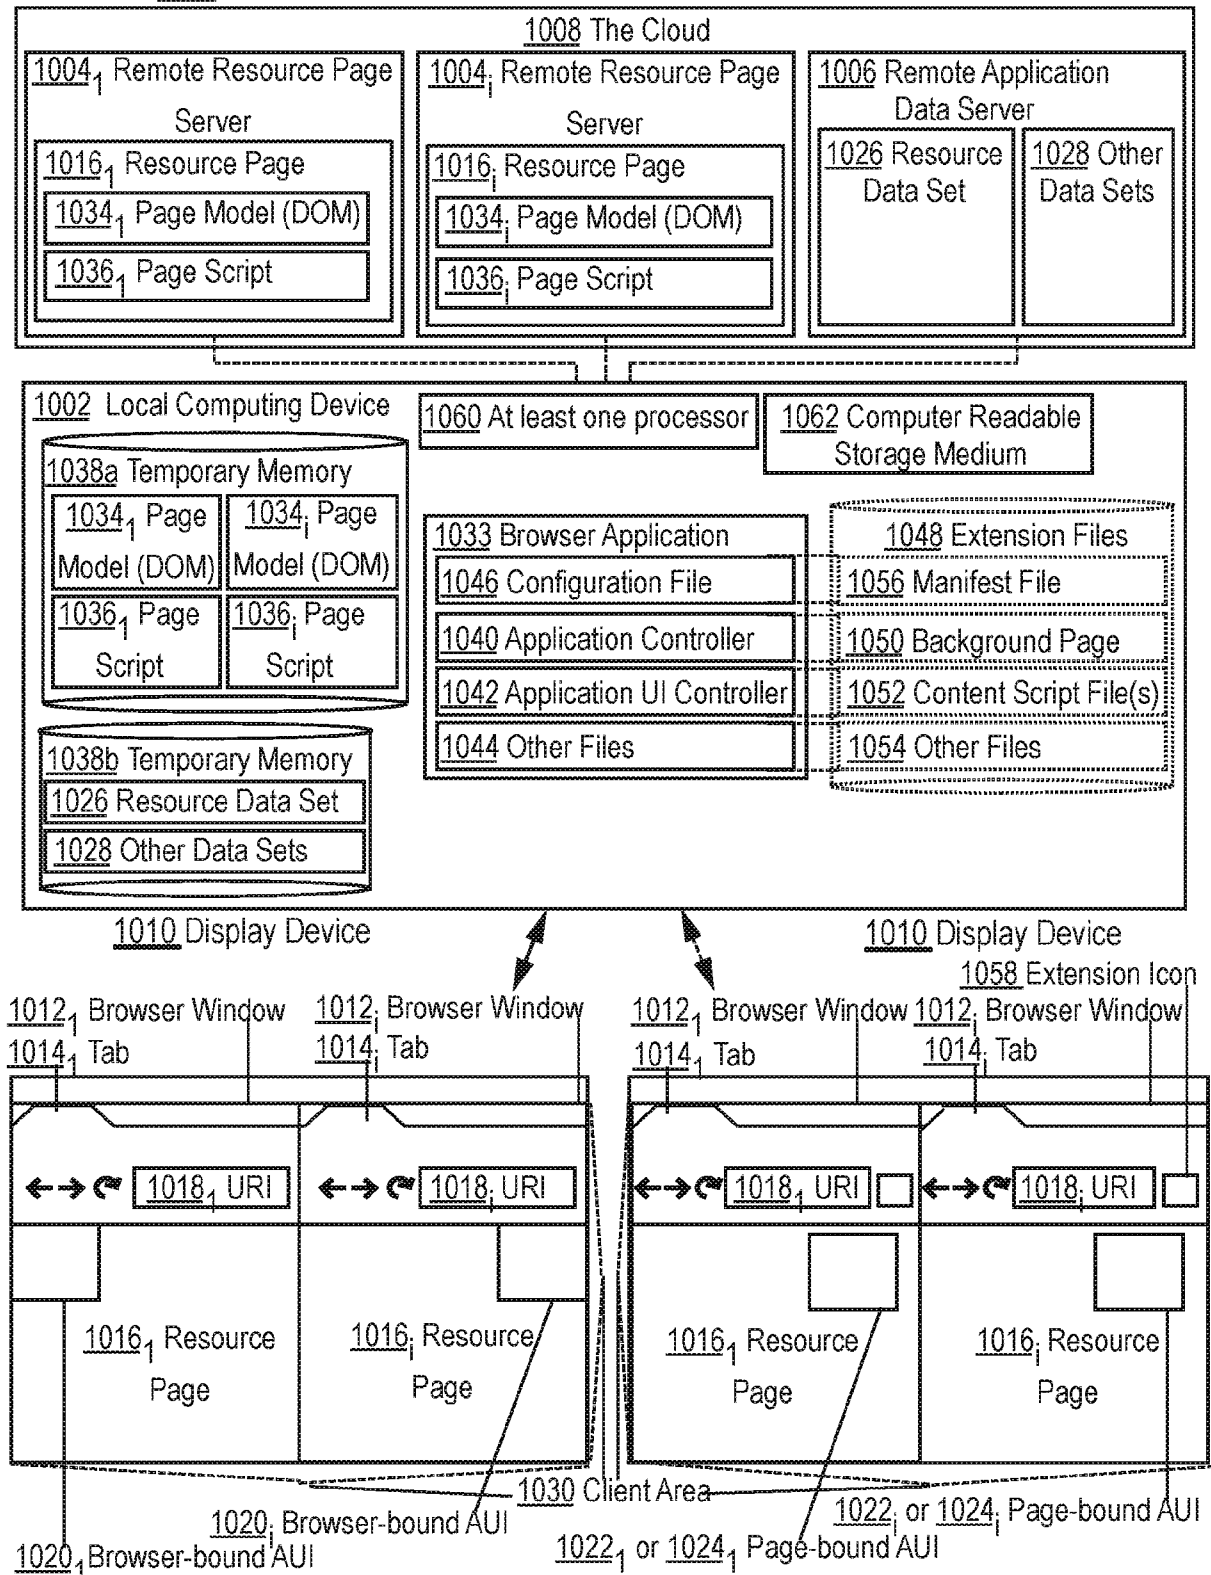 1008 The Cloud
1004₁ Remote Resource Page
Server
1016₁ Resource Page
1034₁ Page Model (DOM)
1036₁ Page Script
1004ᵢ Remote Resource Page
Server
1016ᵢ Resource Page
1034ᵢ Page Model (DOM)
1036ᵢ Page Script
1006 Remote Application
Data Server
1026 Resource
Data Set
1028 Other
Data Sets
1002 Local Computing Device
1060 At least one processor
1062 Computer Readable
Storage Medium
1038a Temporary Memory
1034₁ Page
Model (DOM)
1034ᵢ Page
Model (DOM)
1036₁ Page
Script
1036ᵢ Page
Script
1033 Browser Application
1046 Configuration File
1040 Application Controller
1042 Application UI Controller
1044 Other Files
1048 Extension Files
1056 Manifest File
1050 Background Page
1052 Content Script File(s)
1054 Other Files
1038b Temporary Memory
1026 Resource Data Set
1028 Other Data Sets
1010 Display Device
1010 Display Device
1058 Extension Icon
1012₁ Browser Window
1014₁ Tab
1012ᵢ Browser Window
1014ᵢ Tab
1012₁ Browser Window
1014₁ Tab
1012ᵢ Browser Window
1014ᵢ Tab
1018₁ URI
1018ᵢ URI
1018₁ URI
1018ᵢ URI
1016₁ Resource
Page
1016ᵢ Resource
Page
1016₁ Resource
Page
1016ᵢ Resource
Page
1030 Client Area
1020ᵢ Browser-bound AUI
1020₁ Browser-bound AUI
1022ᵢ or 1024ᵢ Page-bound AUI
1022₁ or 1024₁ Page-bound AUI